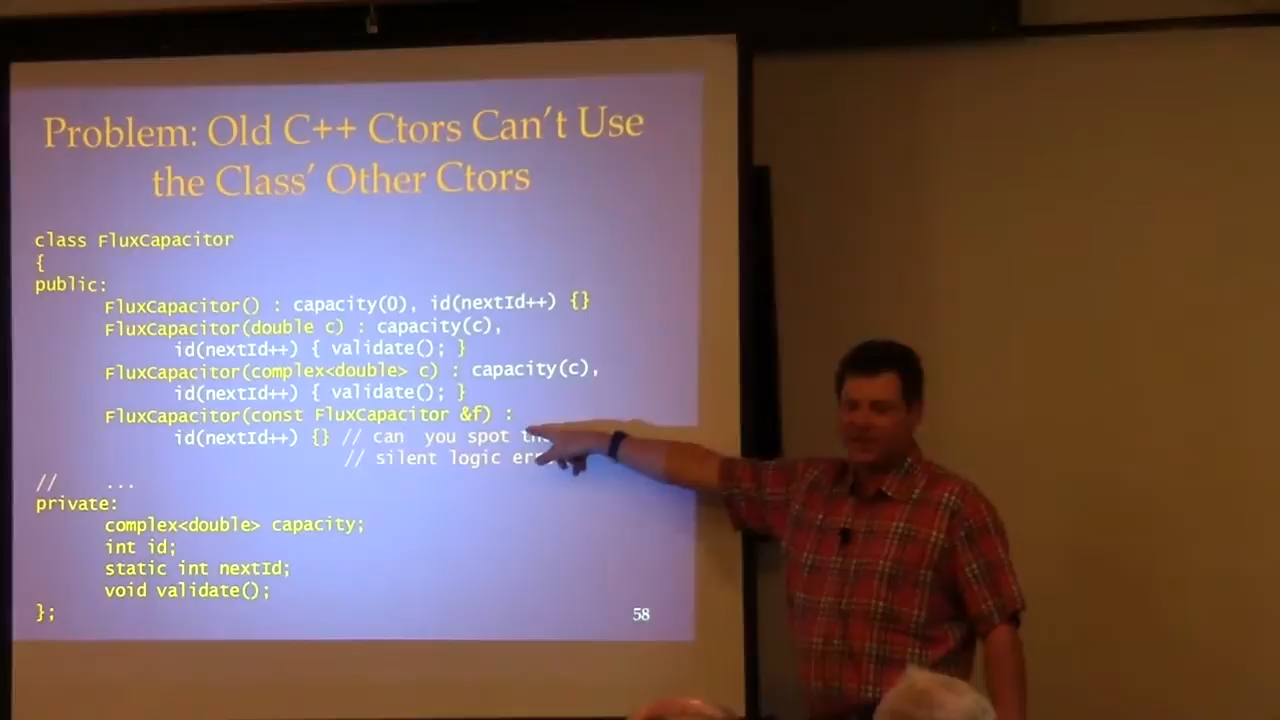 Problem: Old C++ Ctors Can't Use
the Class' Other Ctors
class FluxCapacitor
{
public:
FluxCapacitor() : capacity(0), id(nextId++) {}
FluxCapacitor(double c) : capacity(c),
id(nextId++) { validate(); }
FluxCapacitor(complex<double> c) : capacity(c),
id(nextId++) { validate(); }
FluxCapacitor(const FluxCapacitor &f) :
id(nextId++) {} // can you spot
// silent logic
// ...
private:
complex<double> capacity;
int id;
static int nextId;
void validate();
};
58